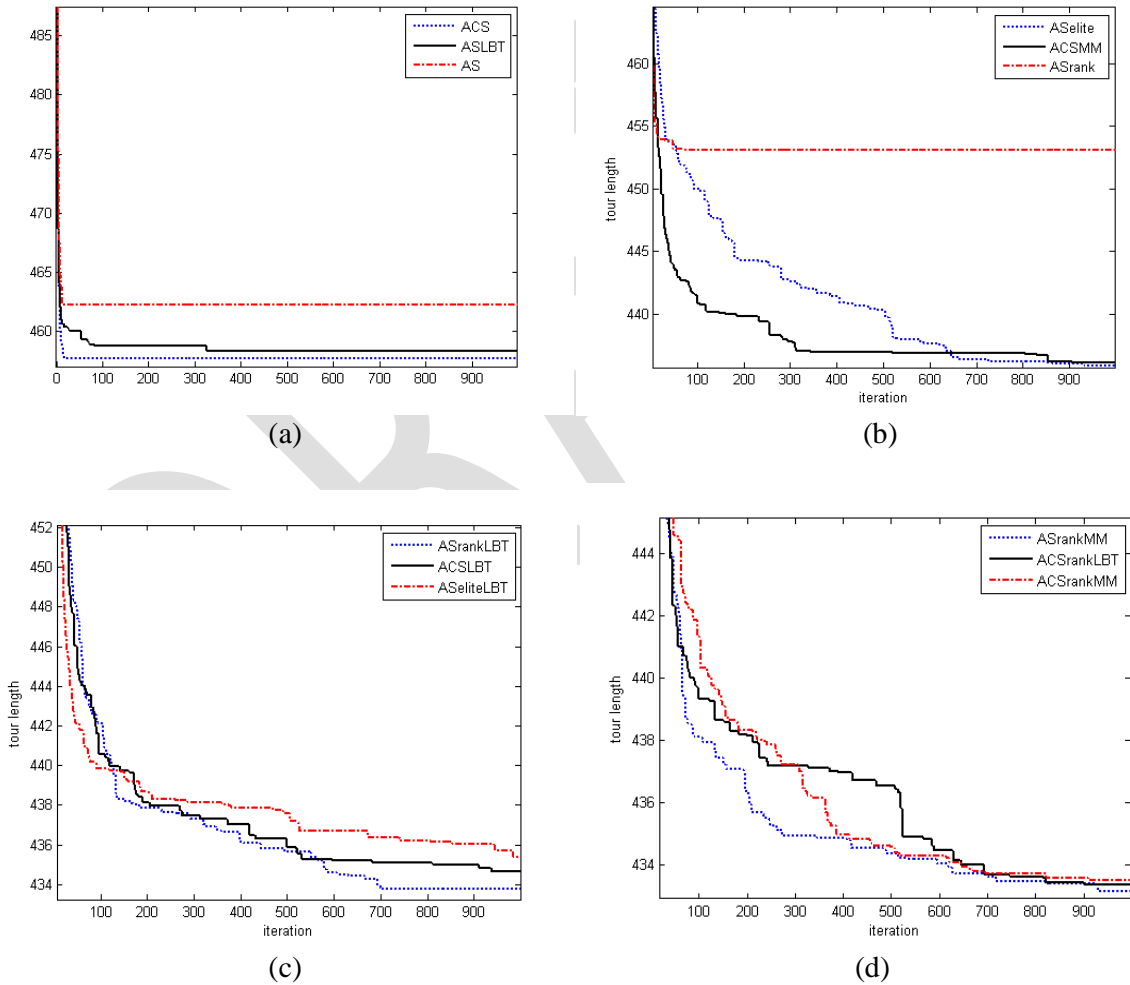 485
480
475
470
465
460
0 100 200 300 400 500 600 700 800 900
ACS
ASLBT
AS
(a)
460
455
450
445
440
tour length
100 200 300 400 500 600 700 800 900
iteration
ASelite
ACSMM
ASrank
(b)
452
450
448
446
444
442
440
438
436
434
tour length
100 200 300 400 500 600 700 800 900
iteration
ASrankLBT
ACSLBT
ASeliteLBT
(c)
444
442
440
438
436
434
tour length
100 200 300 400 500 600 700 800 900
iteration
ASrankMM
ACSrankLBT
ACSrankMM
(d)